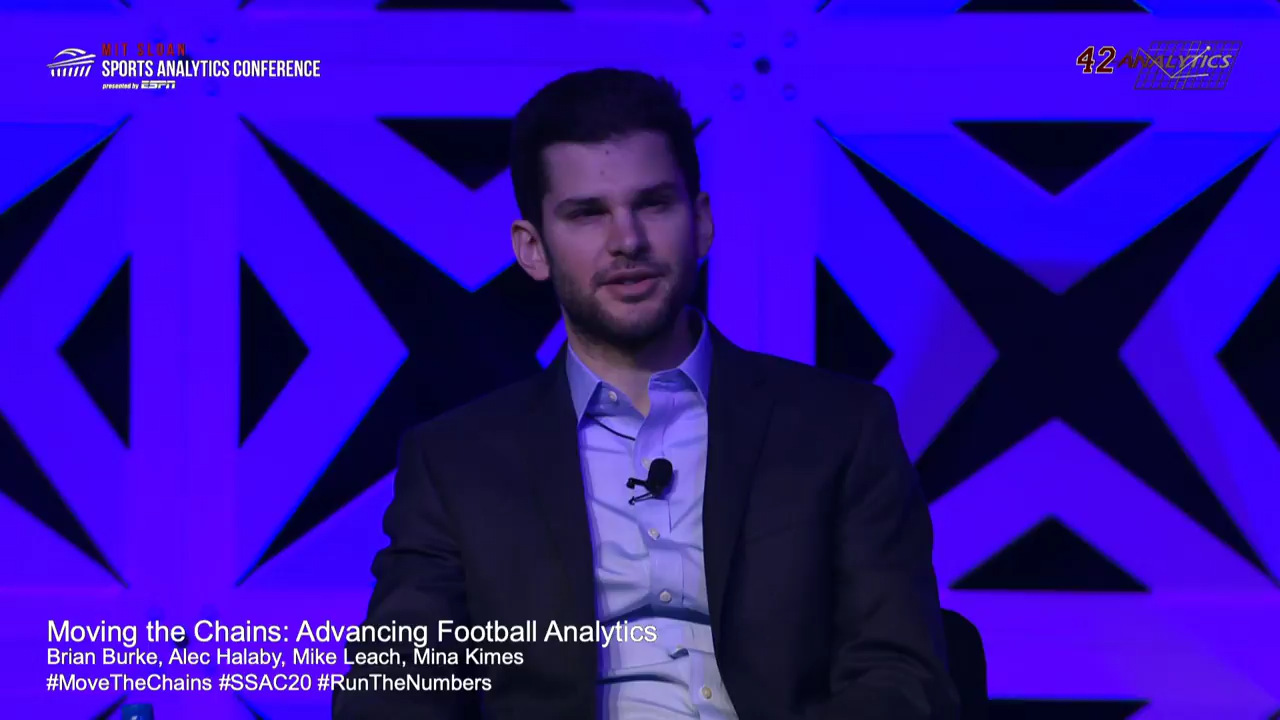 MIT SLOAN
SPORTS ANALYTICS CONFERENCE
presented by ESPN
42 ANALYTICS
Moving the Chains: Advancing Football Analytics
Brian Burke, Alec Halaby, Mike Leach, Mina Kimes
#MoveTheChains #SSAC20 #RunTheNumbers